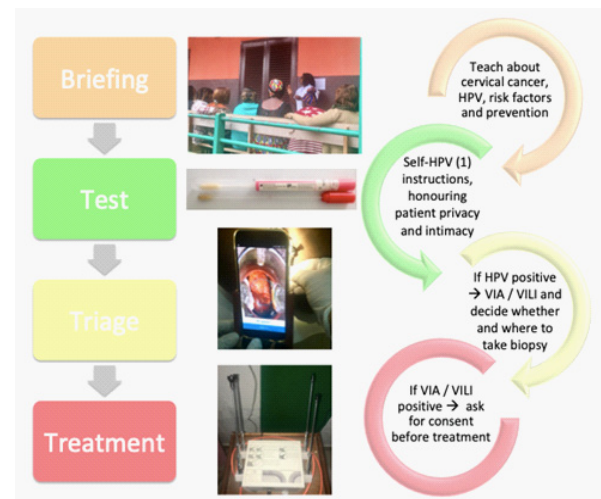 Briefing
Test
Triage
Treatment
Teach about
cervical cancer,
HPV, risk factors
and prevention
Self-HPV (1)
instructions,
honouring
patient privacy
and intimacy
If HPV positive
→ VIA / VILI and
decide whether
and where to
take biopsy
If VIA / VILI
positive → ask
for consent
before treatment